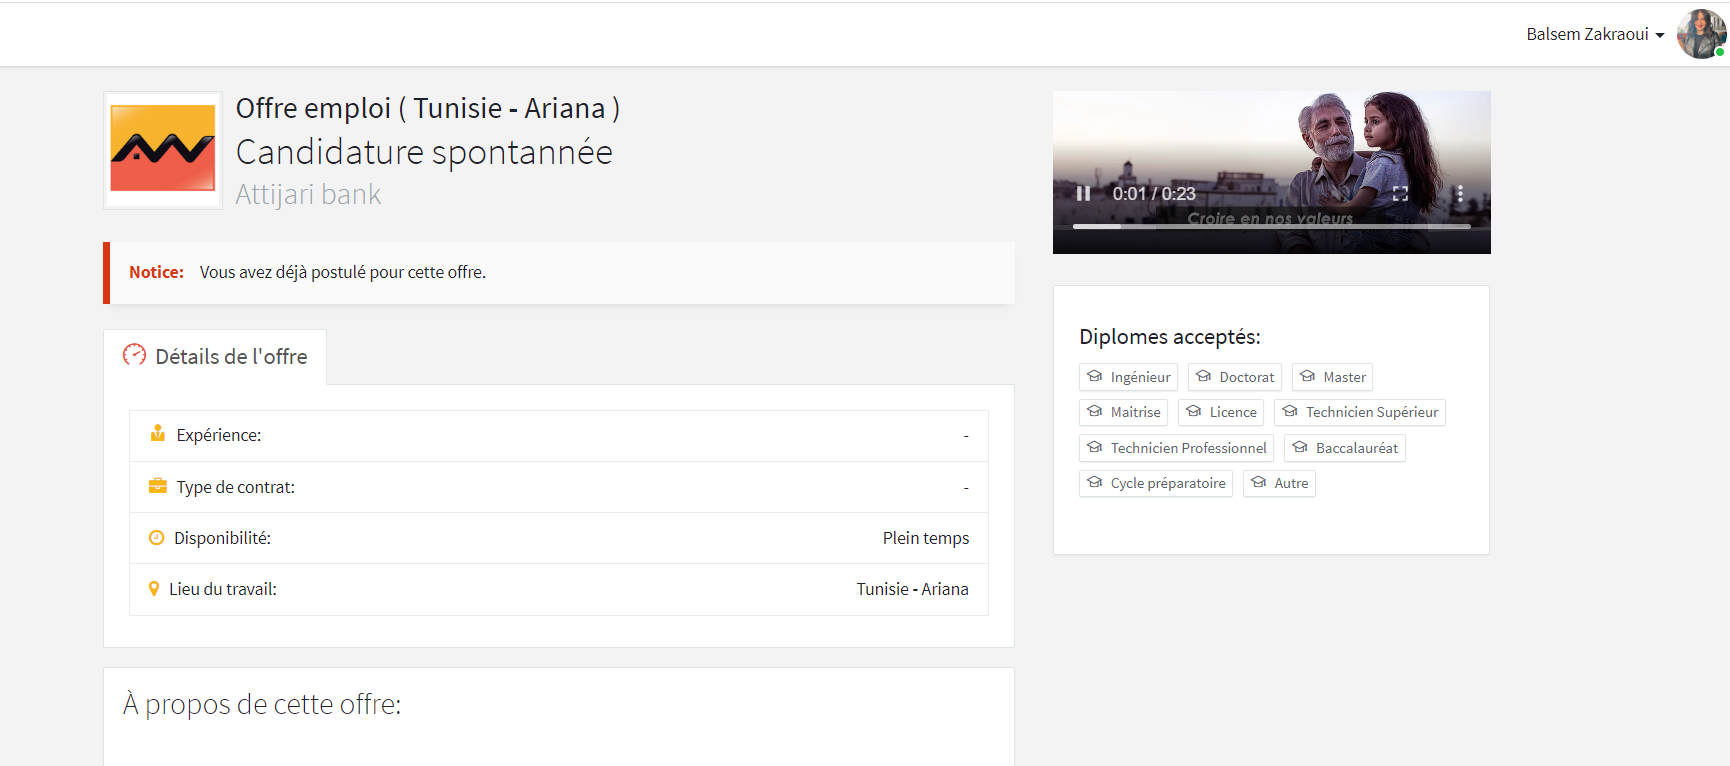 Balsem Zakraoui
Offre emploi ( Tunisie - Ariana )
Candidature spontannée
Attijari bank
0:01 / 0:23
Croire en nos valeurs
Notice: Vous avez déjà postulé pour cette offre.
Détails de l'offre
Expérience: -
Type de contrat: -
Disponibilité: Plein temps
Lieu du travail: Tunisie - Ariana
À propos de cette offre:
Diplomes acceptés:
Ingénieur Doctorat Master
Maitrise Licence Technicien Supérieur
Technicien Professionnel Baccalauréat
Cycle préparatoire Autre